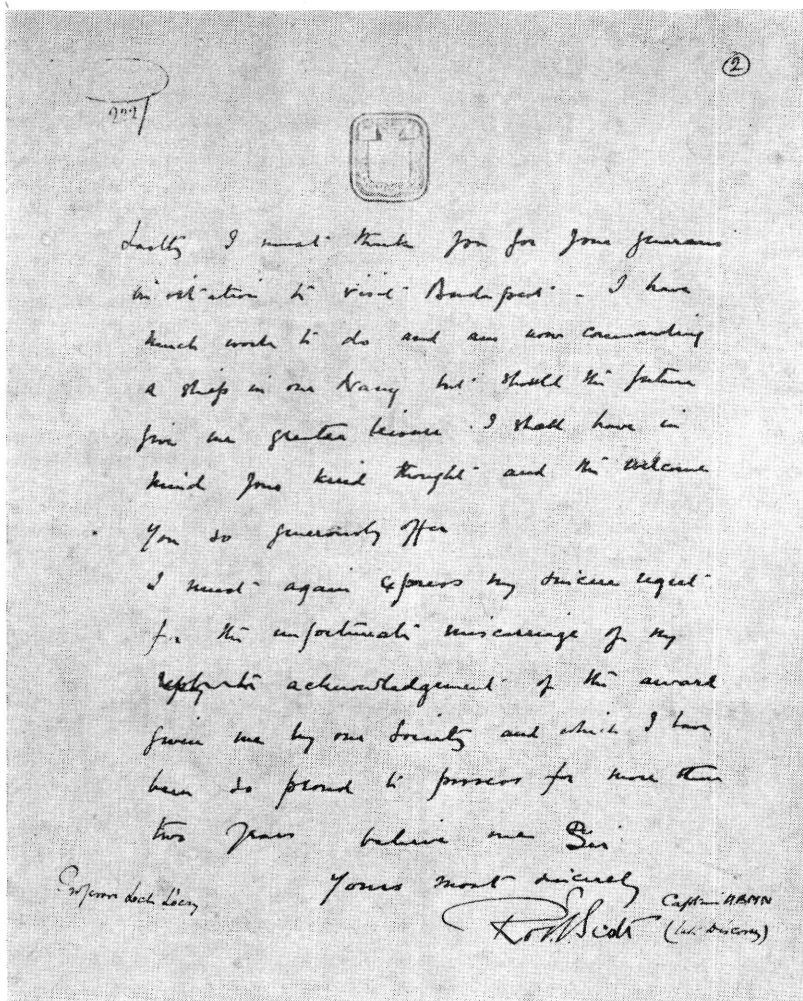 ②
222/
Lastly I must thank you for your generous
invitation to visit Budapest - I have
much work to do and am now commanding
a ship in our Navy but should the future
give me greater leisure I shall have in
mind your kind thought and the welcome
you so generously offer
I must again express my sincere regret
for the unfortunate miscarriage of my
acknowledgement of the award
given me by our Society and which I have
been so proud to possess for more than
two years believe me Sir
Yours most sincerely
Professor Loczy
Captain